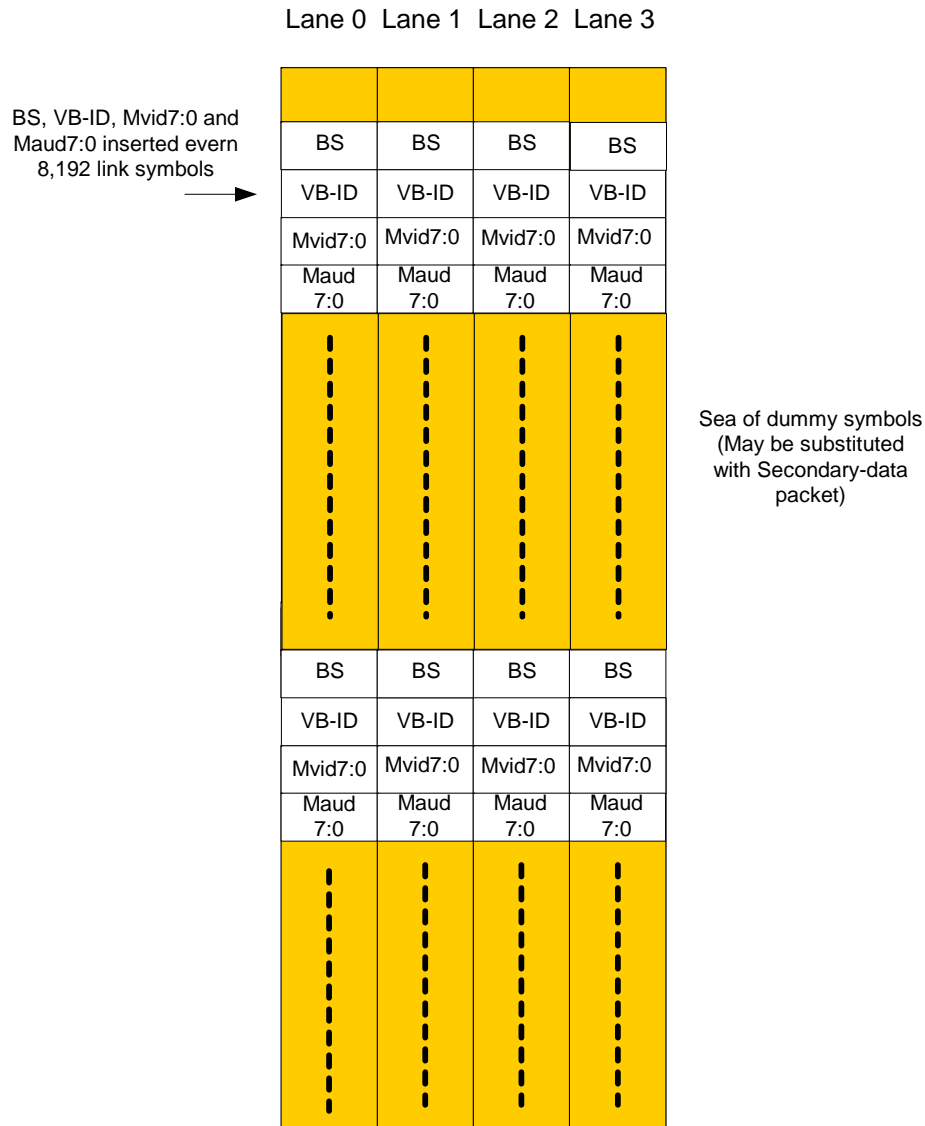 Lane 0 Lane 1 Lane 2 Lane 3
BS, VB-ID, Mvid7:0 and
Maud7:0 inserted evern
8,192 link symbols
BS BS BS BS
VB-ID VB-ID VB-ID VB-ID
Mvid7:0 Mvid7:0 Mvid7:0 Mvid7:0
Maud Maud Maud Maud
7:0 7:0 7:0 7:0
Sea of dummy symbols
(May be substituted
with Secondary-data
packet)
BS BS BS BS
VB-ID VB-ID VB-ID VB-ID
Mvid7:0 Mvid7:0 Mvid7:0 Mvid7:0
Maud Maud Maud Maud
7:0 7:0 7:0 7:0